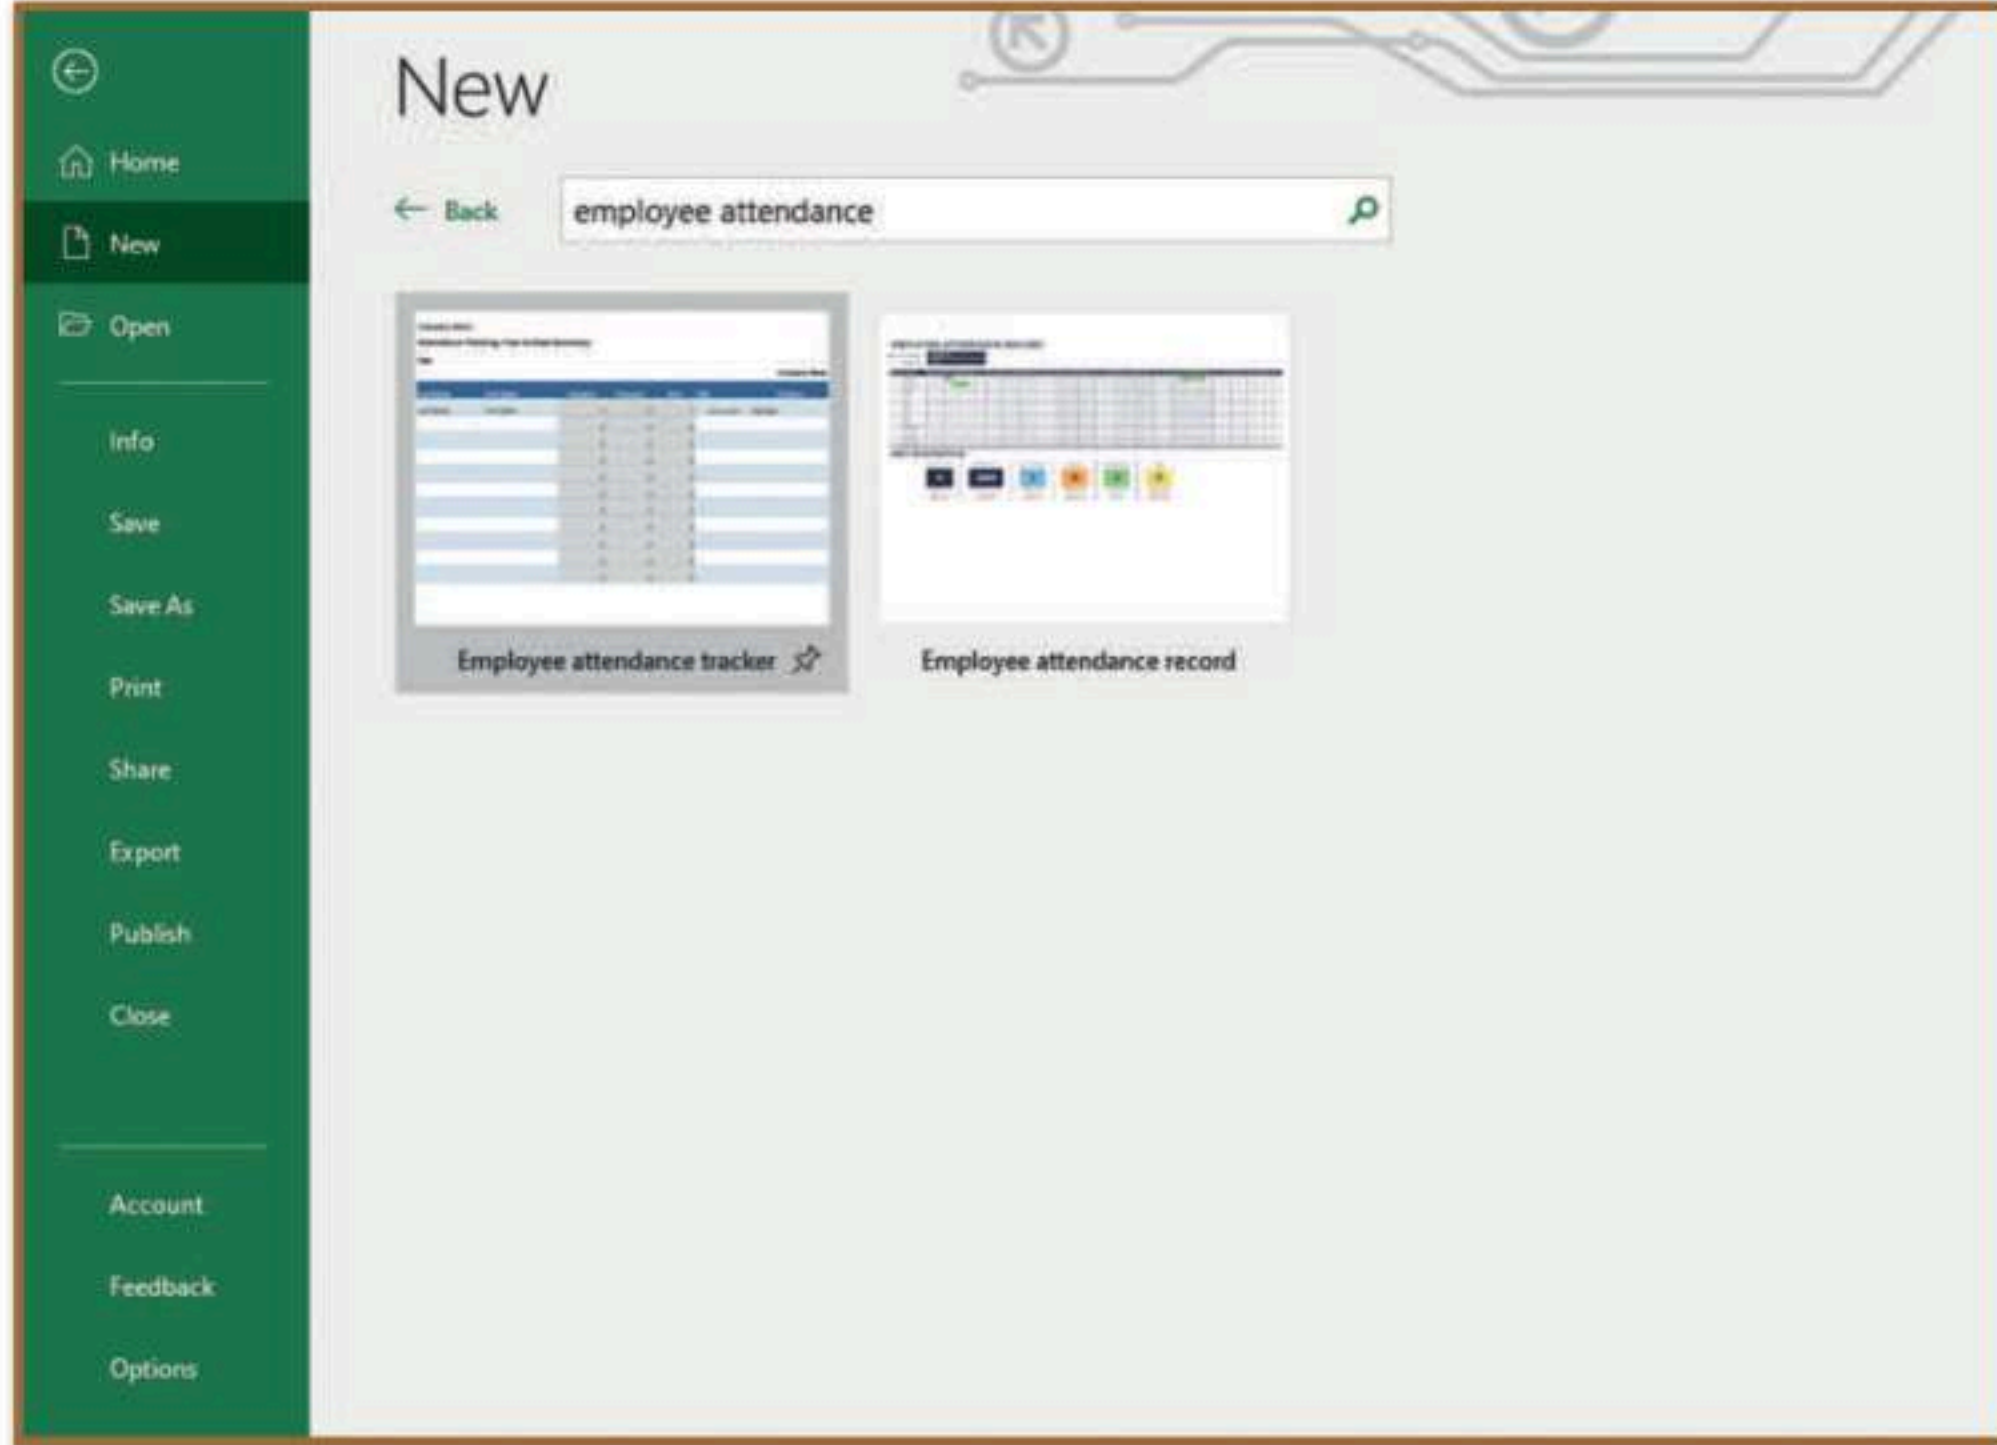 New
Home
Back
employee attendance
New
Open
Info
Save
Employee attendance tracker
Employee attendance record
Save As
Print
Share
Export
Publish
Close
Account
Feedback
Options